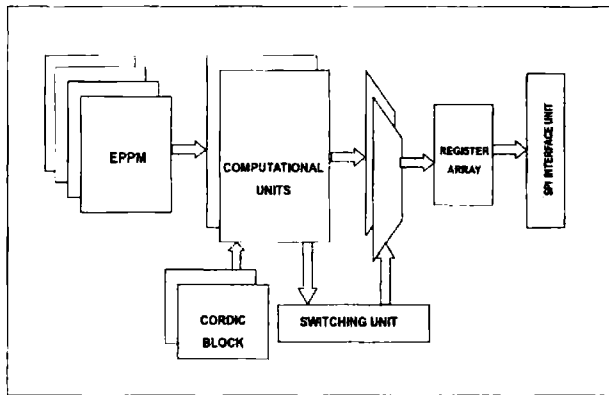 EPPM
COMPUTATIONAL
UNITS
REGISTER
ARRAY
SPI INTERFACE UNIT
CORDIC
BLOCK
SWITCHING UNIT